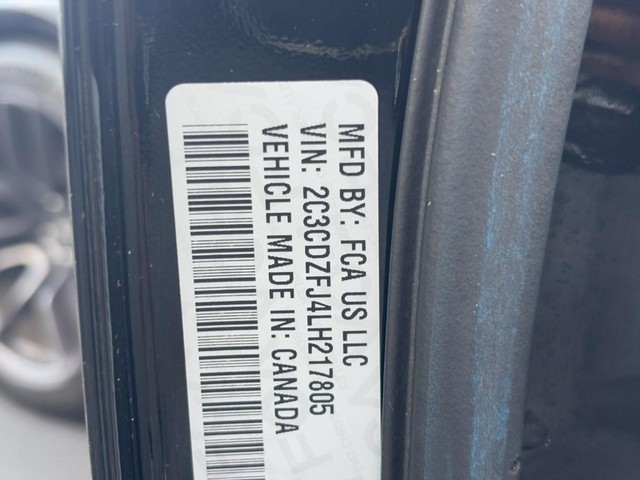 MFD BY: FCA US LLC
VIN: 2C3CDZFJ4LH217805
VEHICLE MADE IN: CANADA